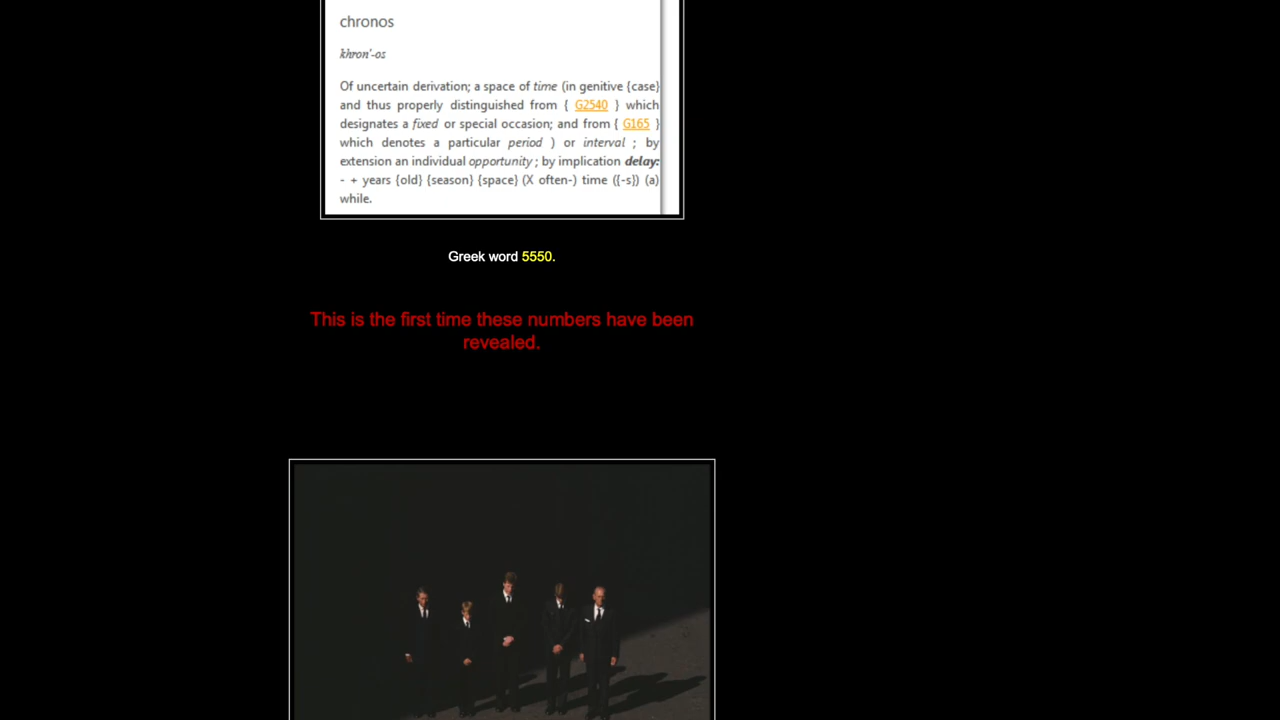 chronos
khron'-os
Of uncertain derivation; a space of time (in genitive {case}
and thus properly distinguished from { G2540 } which
designates a fixed or special occasion; and from { G165 }
which denotes a particular period ) or interval ; by
extension an individual opportunity ; by implication delay:
- + years {old} {season} {space} (X often-) time ({-s}) (a)
while.
Greek word 5550.
This is the first time these numbers have been
revealed.